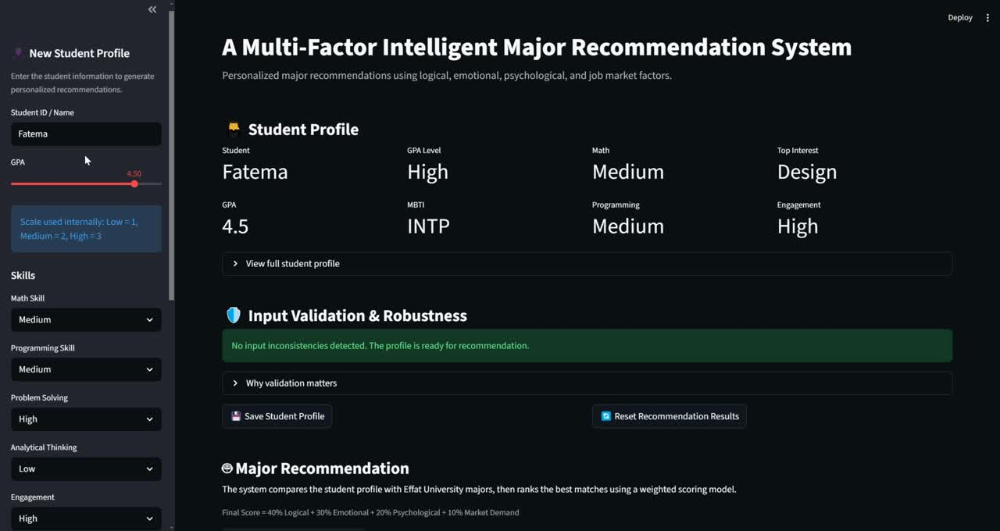 New Student Profile
Enter the student information to generate
personalized recommendations.
Student ID / Name
Fatema
GPA
4.50
Scale used internally: Low = 1,
Medium = 2, High = 3
Skills
Math Skill
Medium
Programming Skill
Medium
Problem Solving
High
Analytical Thinking
Low
Engagement
High
Deploy
A Multi-Factor Intelligent Major Recommendation System
Personalized major recommendations using logical, emotional, psychological, and job market factors.
Student Profile
Student
GPA Level
Math
Top Interest
Fatema
High
Medium
Design
GPA
MBTI
Programming
Engagement
4.5
INTP
Medium
High
View full student profile
Input Validation & Robustness
No input inconsistencies detected. The profile is ready for recommendation.
Why validation matters
Save Student Profile
Reset Recommendation Results
Major Recommendation
The system compares the student profile with Effat University majors, then ranks the best matches using a weighted scoring model.
Final Score = 40% Logical + 30% Emotional + 20% Psychological + 10% Market Demand